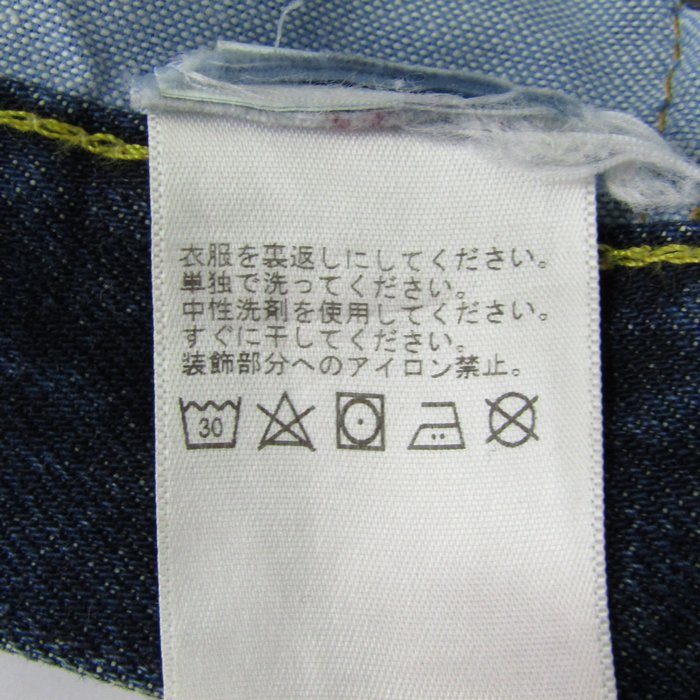 衣服を裏返しにしてください。
単独で洗ってください。
中性洗剤を使用してください。
すぐに干してください。
装飾部分へのアイロン禁止。
30